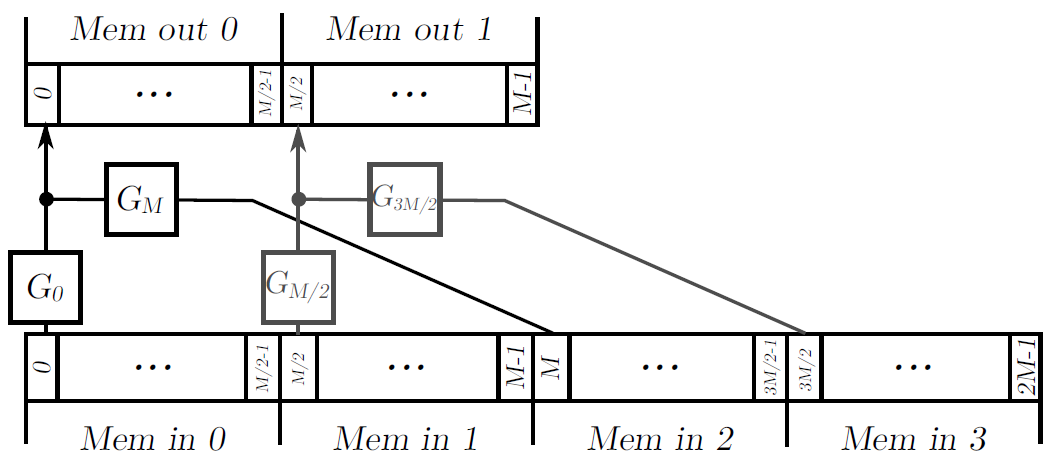 Mem out 0 Mem out 1
0 ... M/2-1 M/2 ... M-1
G_M G_{3M/2}
G_0 G_{M/2}
0 ... M/2-1 M/2 ... M-1 M ... 3M/2-1 3M/2 ... 2M-1
Mem in 0 Mem in 1 Mem in 2 Mem in 3